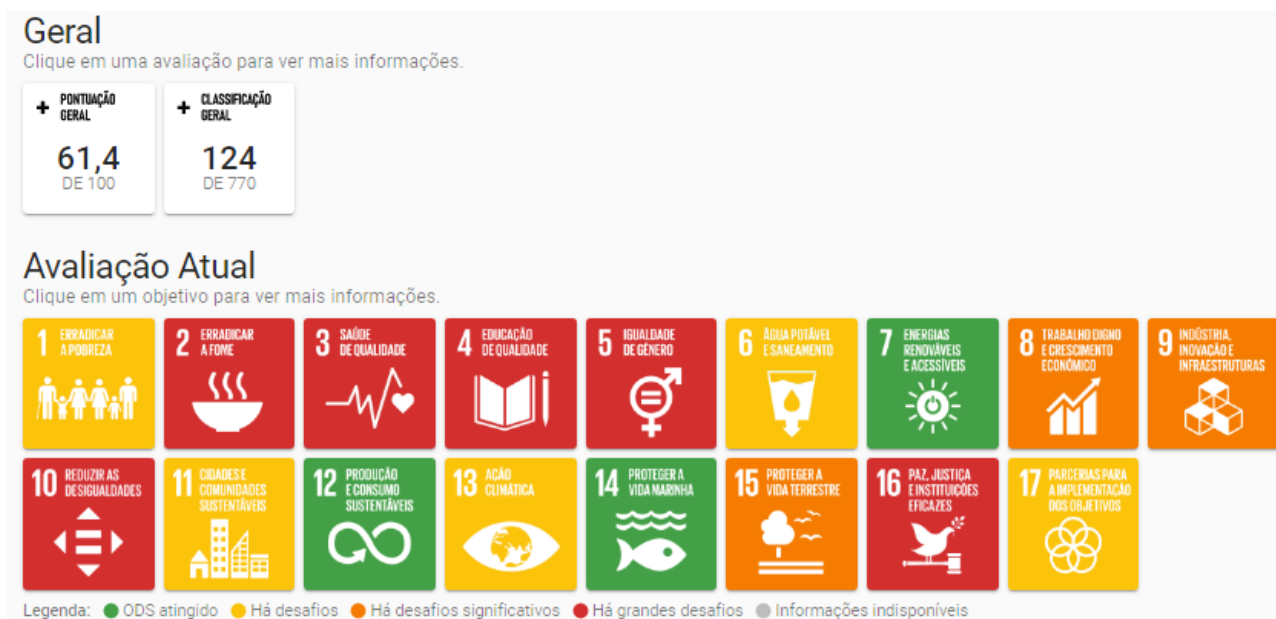 Geral
Clique em uma avaliação para ver mais informações.
+ PONTUAÇÃO
GERAL
61,4
DE 100
+ CLASSIFICAÇÃO
GERAL
124
DE 770
Avaliação Atual
Clique em um objetivo para ver mais informações.
1 ERRADICAR
A POBREZA
2 ERRADICAR
A FOME
3 SAÚDE
DE QUALIDADE
4 EDUCAÇÃO
DE QUALIDADE
5 IGUALDADE
DE GÉNERO
6 ÁGUA POTÁVEL
E SANEAMENTO
7 ENERGIAS
RENOVÁVEIS
E ACESSÍVEIS
8 TRABALHO DIGNO
E CRESCIMENTO
ECONÓMICO
9 INDÚSTRIA,
INOVAÇÃO E
INFRAESTRUTURAS
10 REDUZIR AS
DESIGUALDADES
11 CIDADES E
COMUNIDADES
SUSTENTÁVEIS
12 PRODUÇÃO
E CONSUMO
SUSTENTÁVEIS
13 AÇÃO
CLIMÁTICA
14 PROTEGER A
VIDA MARINHA
15 PROTEGER A
VIDA TERRESTRE
16 PAZ, JUSTIÇA
E INSTITUIÇÕES
EFICAZES
17 PARCERIAS PARA
A IMPLEMENTAÇÃO
DOS OBJETIVOS
Legenda: ODS atingido Há desafios Há desafios significativos Há grandes desafios Informações indisponíveis